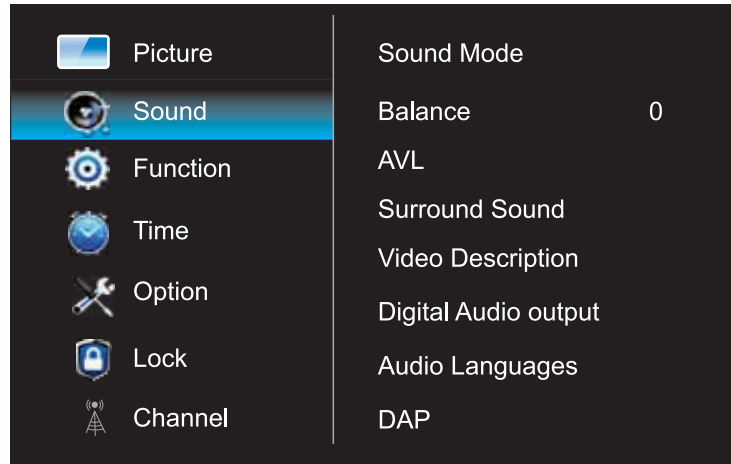 Picture
Sound
Function
Time
Option
Lock
Channel
Sound Mode
Balance 0
AVL
Surround Sound
Video Description
Digital Audio output
Audio Languages
DAP